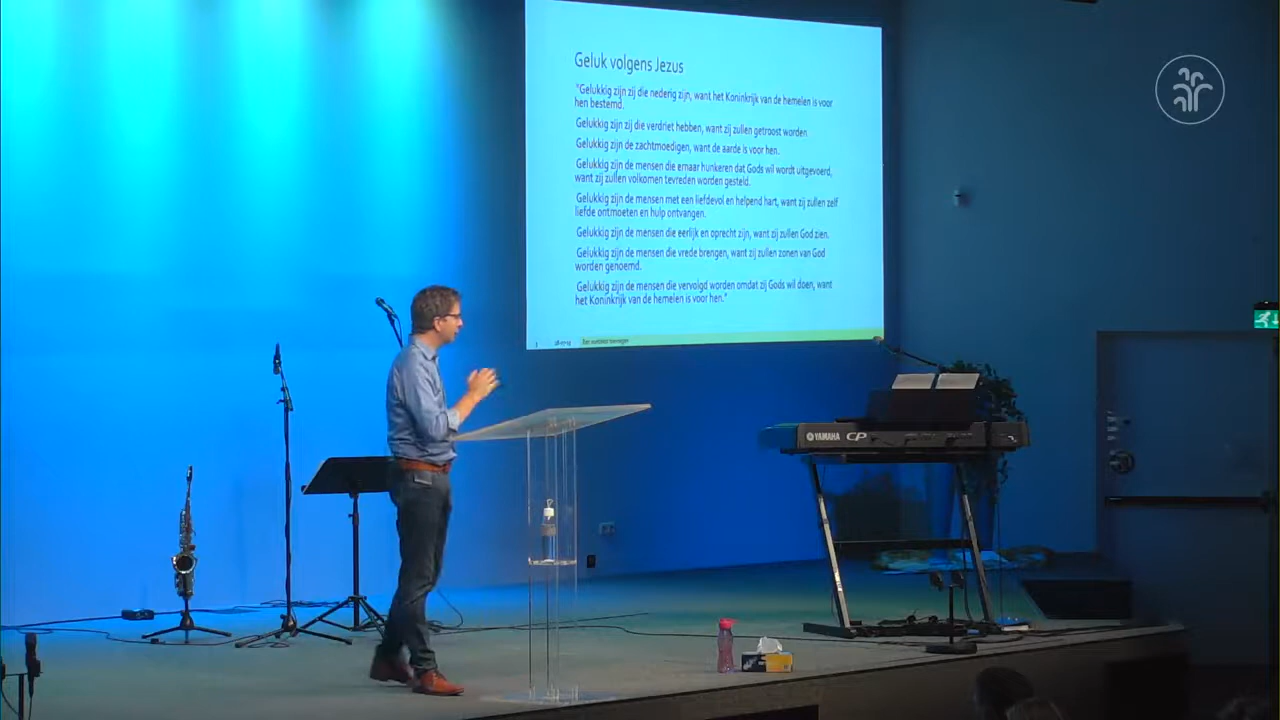 Geluk volgens Jezus
"Gelukkig zijn zij die nederig zijn, want het Koninkrijk van de hemelen is voor
hen bestemd.
Gelukkig zijn zij die verdriet hebben, want zij zullen getroost worden.
Gelukkig zijn de zachtmoedigen, want de aarde is voor hen.
Gelukkig zijn de mensen die ernaar hunkeren dat Gods wil wordt uitgevoerd,
want zij zullen volkomen tevreden worden gesteld.
Gelukkig zijn de mensen met een liefdevol en helpend hart, want zij zullen zelf
liefde ontmoeten en hulp ontvangen.
Gelukkig zijn de mensen die eerlijk en oprecht zijn, want zij zullen God zien.
Gelukkig zijn de mensen die vrede brengen, want zij zullen zonen van God
worden genoemd.
Gelukkig zijn de mensen die vervolgd worden omdat zij Gods wil doen, want
het Koninkrijk van de hemelen is voor hen."
YAMAHA CP